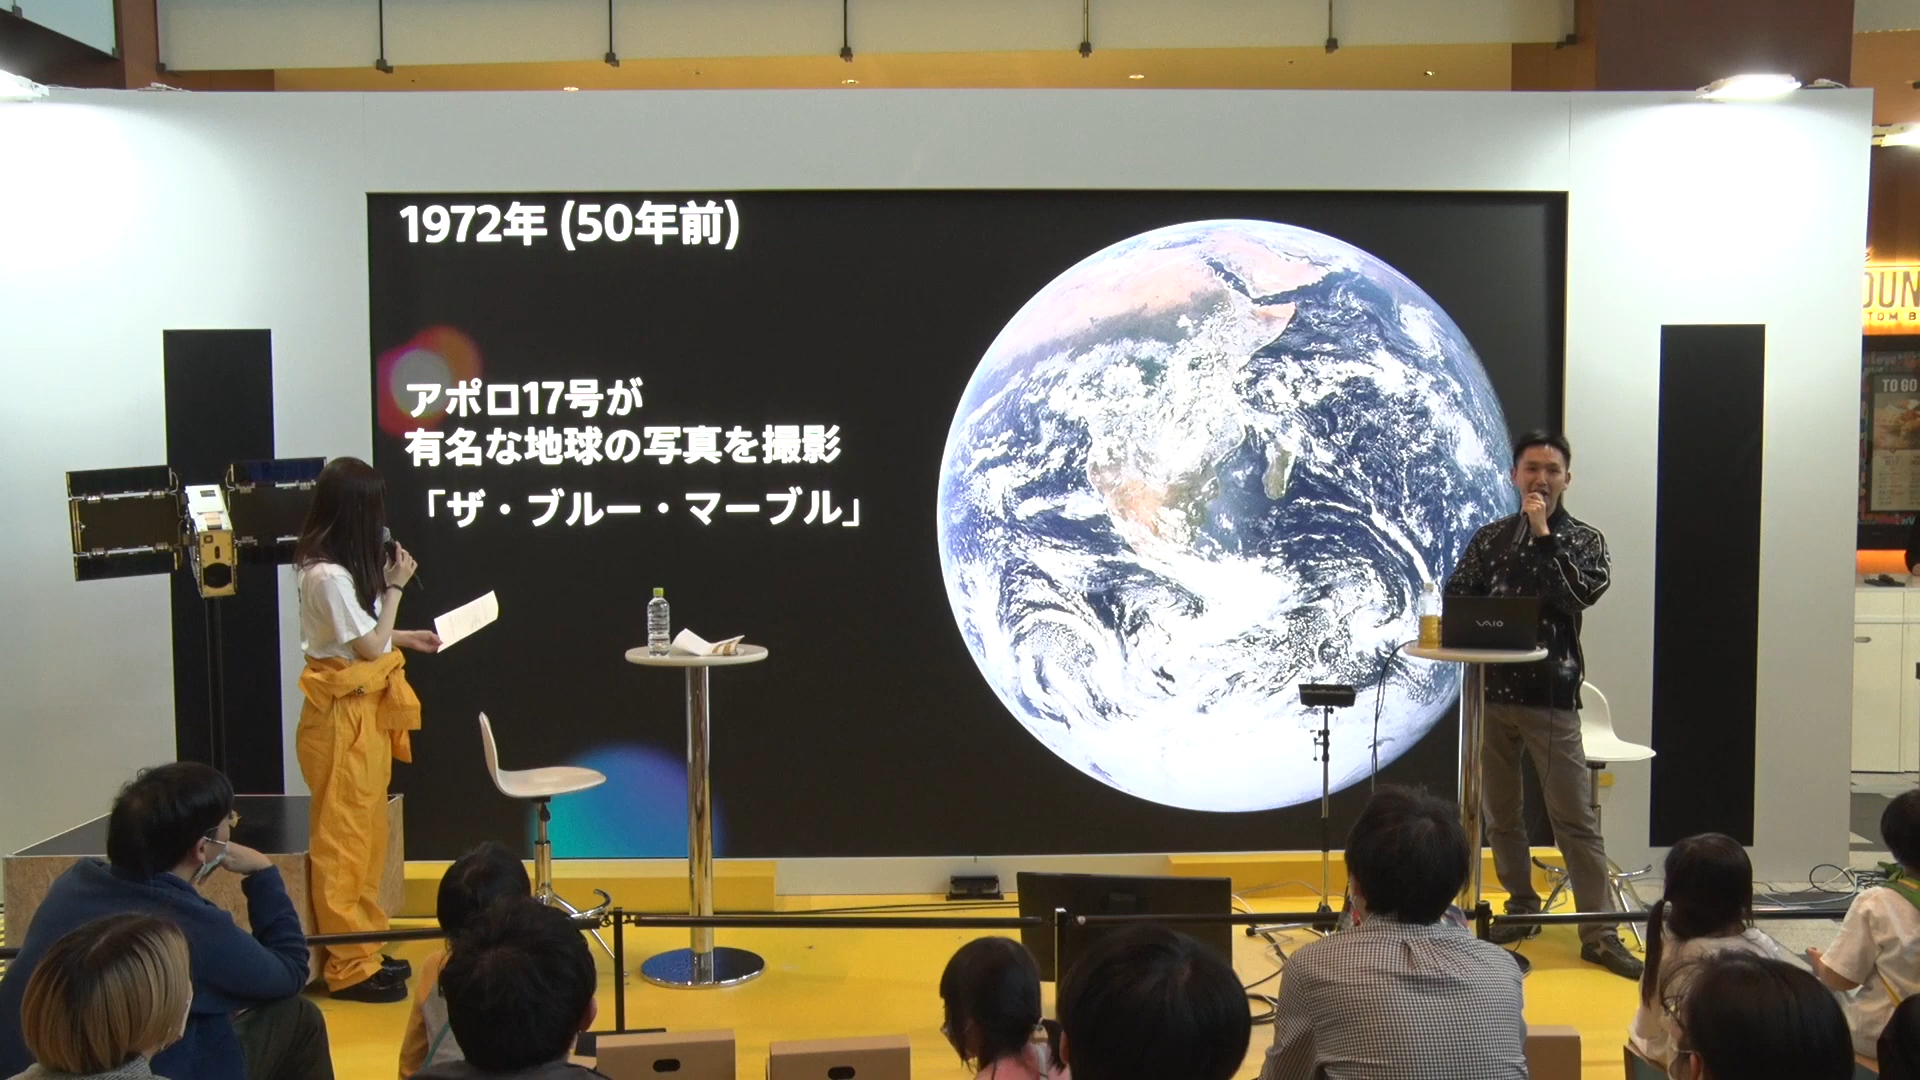 1972年 (50年前)
アポロ17号が
有名な地球の写真を撮影
「ザ・ブルー・マーブル」
VAIO
TO GO